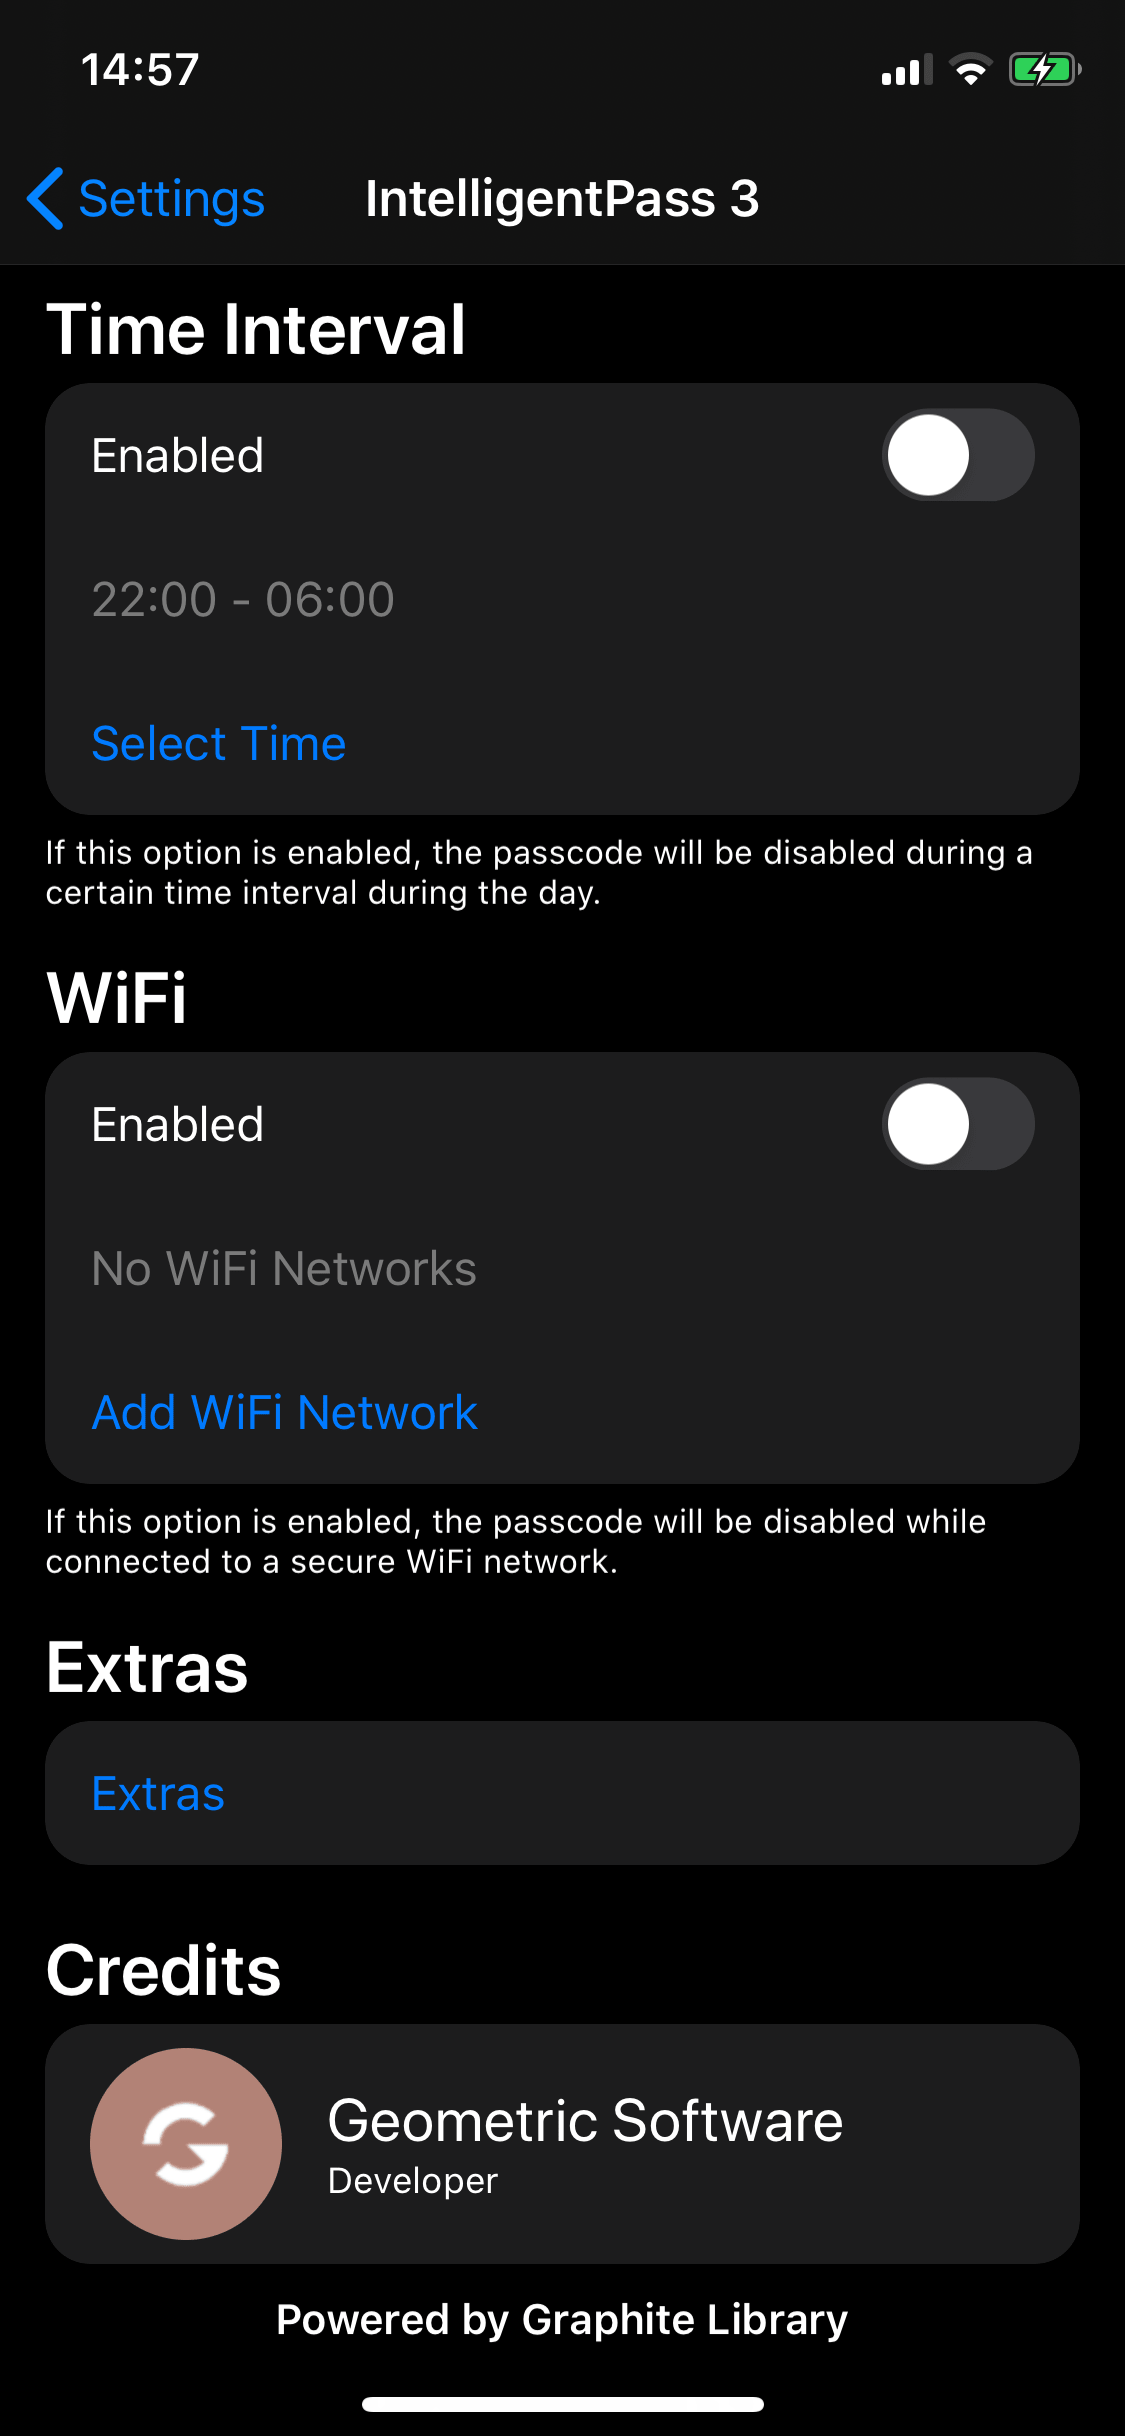 14:57
Settings
IntelligentPass 3
Time Interval
Enabled
22:00 - 06:00
Select Time
If this option is enabled, the passcode will be disabled during a
certain time interval during the day.
WiFi
Enabled
No WiFi Networks
Add WiFi Network
If this option is enabled, the passcode will be disabled while
connected to a secure WiFi network.
Extras
Extras
Credits
Geometric Software
Developer
Powered by Graphite Library